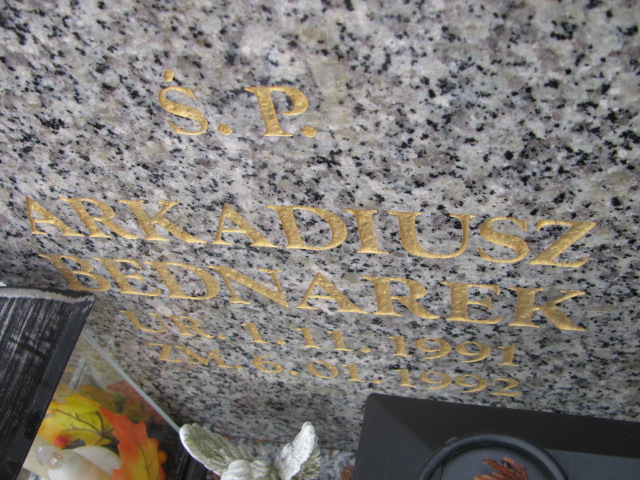 Ś. P.
ARKADIUSZ
BEDNAREK
UR. 1. 11. 1991
ZM. 6. 01. 1992